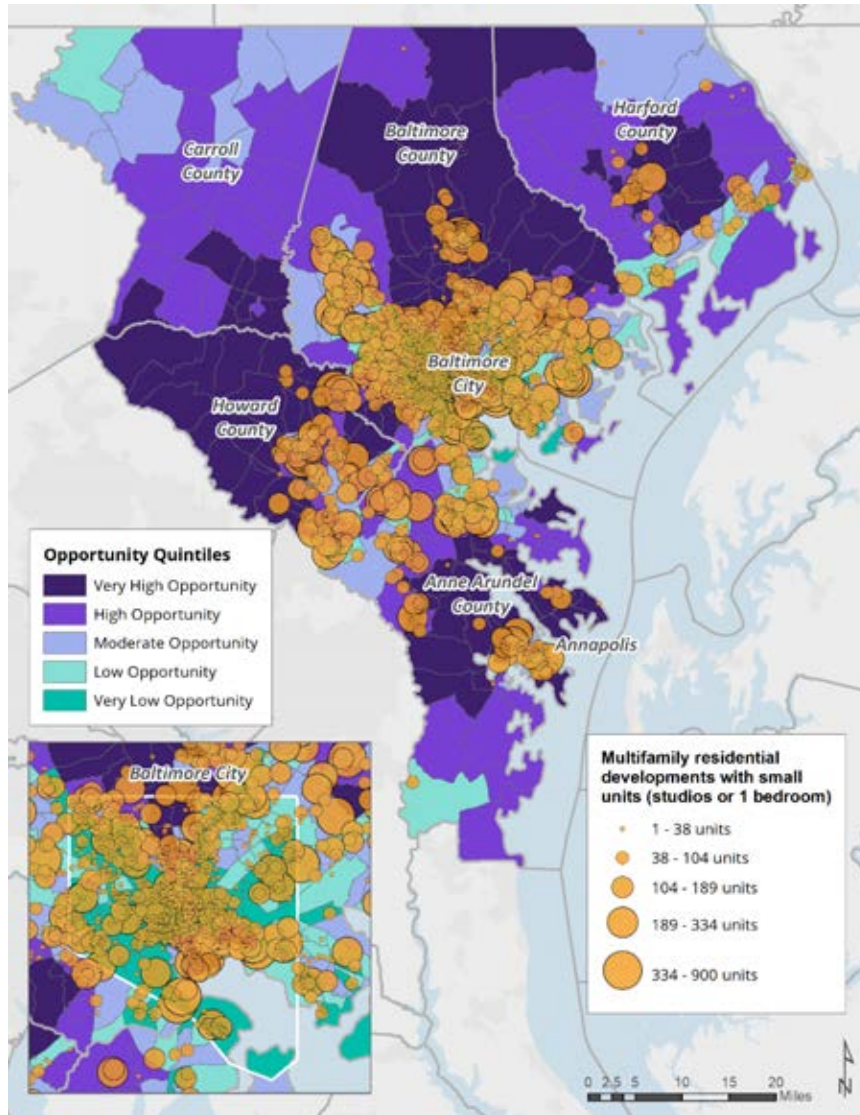 Carroll
County
Baltimore
County
Harford
County
Baltimore
City
Howard
County
Opportunity Quintiles
Very High Opportunity
High Opportunity
Moderate Opportunity
Low Opportunity
Very Low Opportunity
Anne Arundel
County
Annapolis
Baltimore City
Multifamily residential
developments with small
units (studios or 1 bedroom)
1 - 38 units
38 - 104 units
104 - 189 units
189 - 334 units
334 - 900 units
N
0 2.5 5 10 15 20
Miles